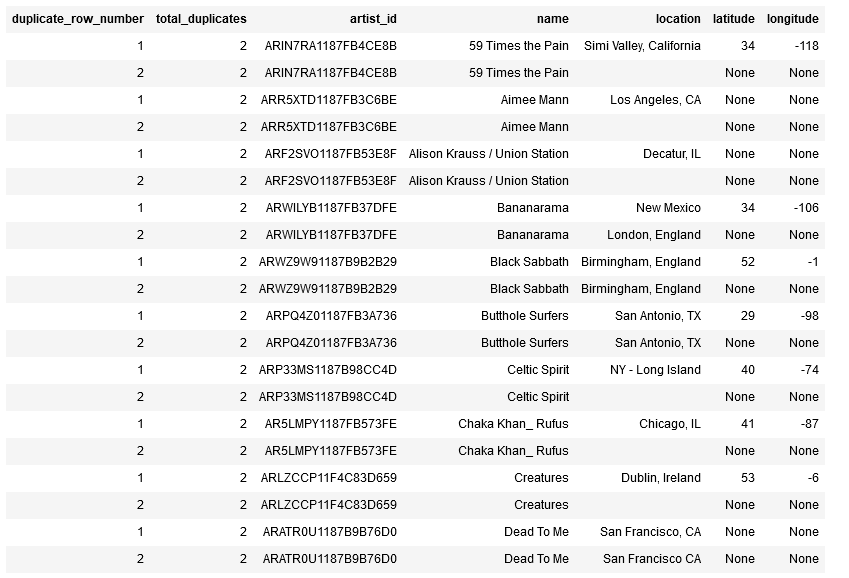 duplicate_row_number total_duplicates artist_id name location latitude longitude
1 2 ARIN7RA1187FB4CE8B 59 Times the Pain Simi Valley, California 34 -118
2 2 ARIN7RA1187FB4CE8B 59 Times the Pain None None
1 2 ARR5XTD1187FB3C6BE Aimee Mann Los Angeles, CA None None
2 2 ARR5XTD1187FB3C6BE Aimee Mann None None
1 2 ARF2SVO1187FB53E8F Alison Krauss / Union Station Decatur, IL None None
2 2 ARF2SVO1187FB53E8F Alison Krauss / Union Station None None
1 2 ARWILYB1187FB37DFE Bananarama New Mexico 34 -106
2 2 ARWILYB1187FB37DFE Bananarama London, England None None
1 2 ARWZ9W91187B9B2B29 Black Sabbath Birmingham, England 52 -1
2 2 ARWZ9W91187B9B2B29 Black Sabbath Birmingham, England None None
1 2 ARPQ4Z01187FB3A736 Butthole Surfers San Antonio, TX 29 -98
2 2 ARPQ4Z01187FB3A736 Butthole Surfers San Antonio, TX None None
1 2 ARP33MS1187B98CC4D Celtic Spirit NY - Long Island 40 -74
2 2 ARP33MS1187B98CC4D Celtic Spirit None None
1 2 AR5LMPY1187FB573FE Chaka Khan_ Rufus Chicago, IL 41 -87
2 2 AR5LMPY1187FB573FE Chaka Khan_ Rufus None None
1 2 ARLZCCP11F4C83D659 Creatures Dublin, Ireland 53 -6
2 2 ARLZCCP11F4C83D659 Creatures None None
1 2 ARATR0U1187B9B76D0 Dead To Me San Francisco, CA None None
2 2 ARATR0U1187B9B76D0 Dead To Me San Francisco CA None None